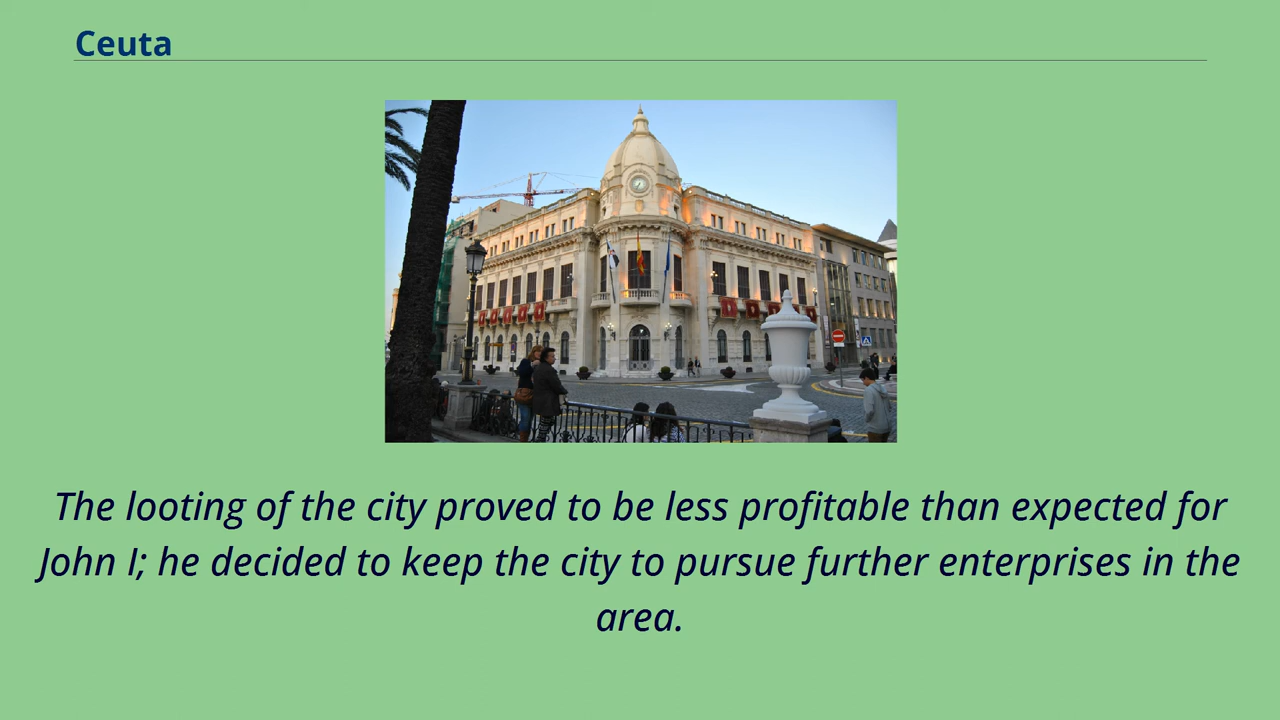 Ceuta
The looting of the city proved to be less profitable than expected for
John I; he decided to keep the city to pursue further enterprises in the
area.